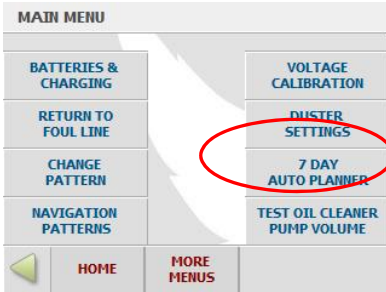 MAIN MENU
BATTERIES &
CHARGING
VOLTAGE
CALIBRATION
RETURN TO
FOUL LINE
DUSTER
SETTINGS
CHANGE
PATTERN
7 DAY
AUTO PLANNER
NAVIGATION
PATTERNS
TEST OIL CLEANER
PUMP VOLUME
HOME
MORE
MENUS